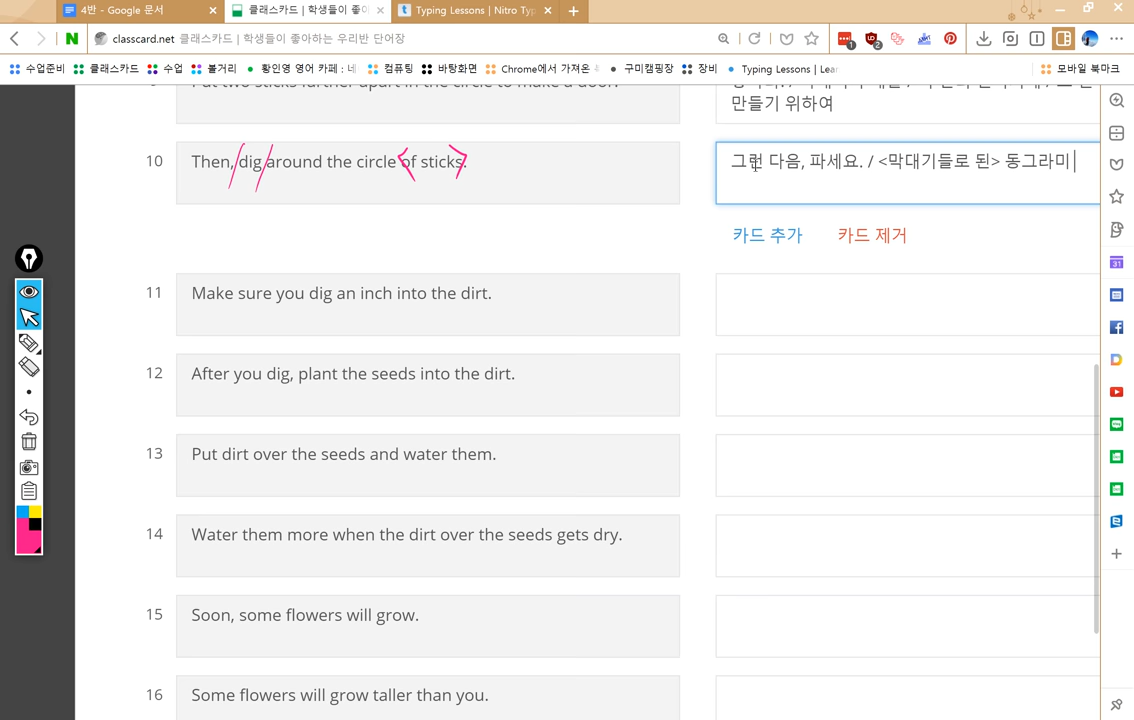 4반 - Google 문서
클래스카드 | 학생들이 좋아
Typing Lessons | Nitro Typ
classcard.net 클래스카드 | 학생들이 좋아하는 우리반 단어장
수업준비 클래스카드 수업 볼거리 황인영 영어 카페 : 네 컴퓨팅 바탕화면 Chrome에서 가져온 구미캠핑장 장비 Typing Lessons | Lear 모바일 북마크
만들기 위하여
10 Then, dig around the circle of sticks. 그런 다음, 파세요. / <막대기들로 된> 동그라미
카드 추가 카드 제거
11 Make sure you dig an inch into the dirt.
12 After you dig, plant the seeds into the dirt.
13 Put dirt over the seeds and water them.
14 Water them more when the dirt over the seeds gets dry.
15 Soon, some flowers will grow.
16 Some flowers will grow taller than you.